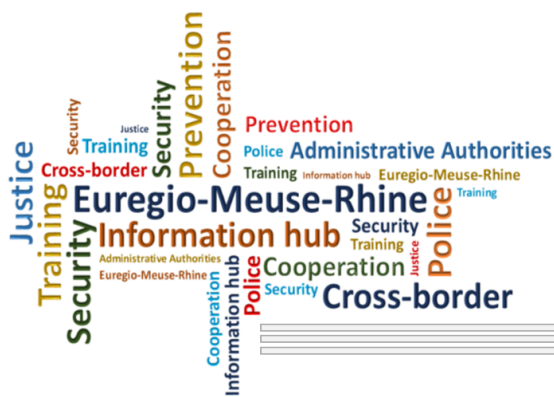 Prevention
Cooperation
Security
Security
Justice
Training
Prevention
Justice
Police
Administrative Authorities
Cross-border
Training
Information hub
Euregio-Meuse-Rhine
Training
Euregio-Meuse-Rhine
Training
Police
Security
Information hub
Security
Training
Justice
Administrative Authorities
Police
Cooperation
Euregio-Meuse-Rhine
Cooperation
Information hub
Security
Cross-border